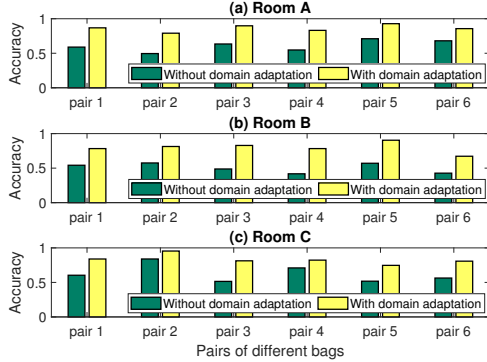 (a) Room A
1
0.5
0
Accuracy
Without domain adaptation With domain adaptation
pair 1 pair 2 pair 3 pair 4 pair 5 pair 6
(b) Room B
1
0.5
0
Accuracy
Without domain adaptation With domain adaptation
pair 1 pair 2 pair 3 pair 4 pair 5 pair 6
(c) Room C
1
0.5
0
Accuracy
Without domain adaptation With domain adaptation
pair 1 pair 2 pair 3 pair 4 pair 5 pair 6
Pairs of different bags